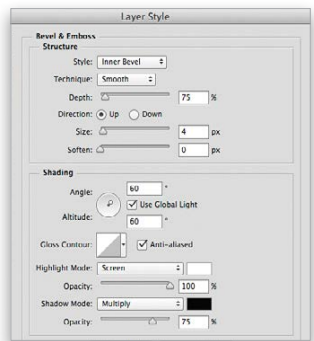 Layer Style
Bevel & Emboss
Structure
Style: Inner Bevel
Technique: Smooth
Depth: 75 %
Direction: Up Down
Size: 4 px
Soften: 0 px
Shading
Angle: 60 °
Use Global Light
Altitude: 60 °
Gloss Contour: Anti-aliased
Highlight Mode: Screen
Opacity: 100 %
Shadow Mode: Multiply
Opacity: 75 %